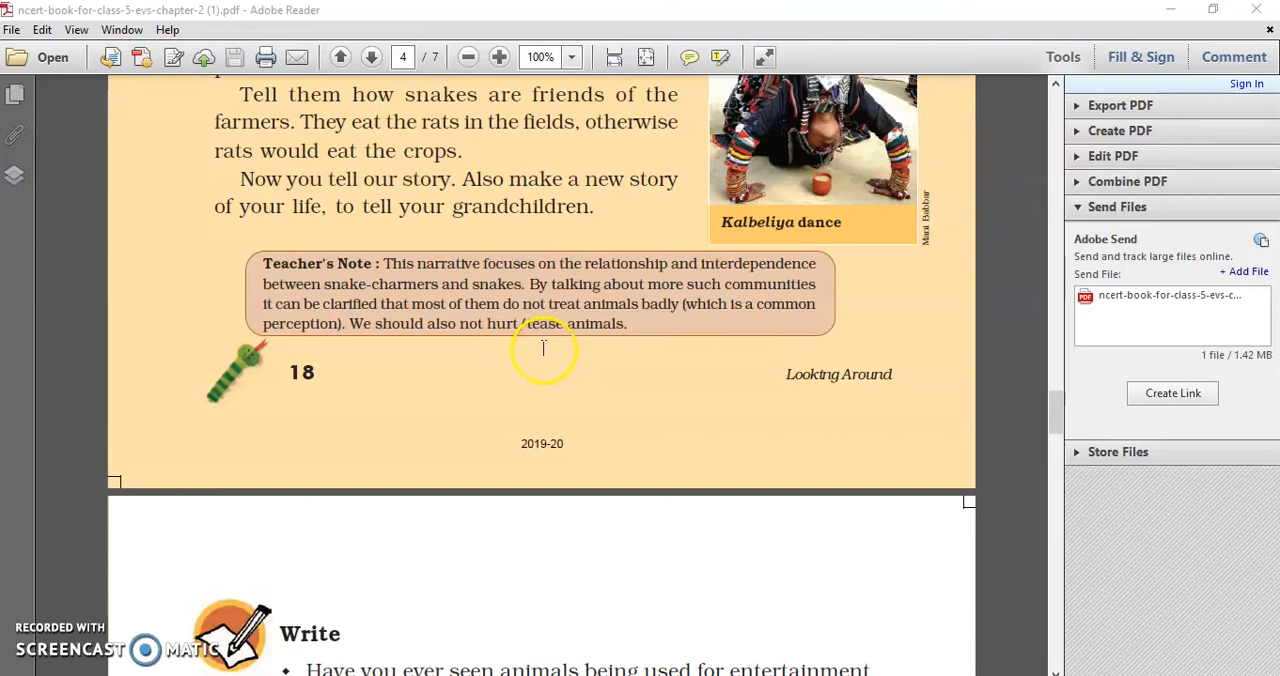 ncert-book-for-class-5-evs-chapter-2 (1).pdf - Adobe Reader
File Edit View Window Help
Open 4 / 7 100% Tools Fill & Sign Comment
Sign In
Export PDF
Create PDF
Edit PDF
Combine PDF
Send Files
Adobe Send
Send and track large files online.
Send File:
+ Add File
ncert-book-for-class-5-evs-c...
1 file / 1.42 MB
Create Link
Store Files
Tell them how snakes are friends of the
farmers. They eat the rats in the fields, otherwise
rats would eat the crops.
Now you tell our story. Also make a new story
of your life, to tell your grandchildren.
Kalbeliya dance
Mani Babbar
Teacher's Note : This narrative focuses on the relationship and interdependence
between snake-charmers and snakes. By talking about more such communities
it can be clarified that most of them do not treat animals badly (which is a common
perception). We should also not hurt /tease animals.
18
Looking Around
2019-20
Write
Have you ever seen animals being used for entertainment
RECORDED WITH
SCREENCAST MATIC